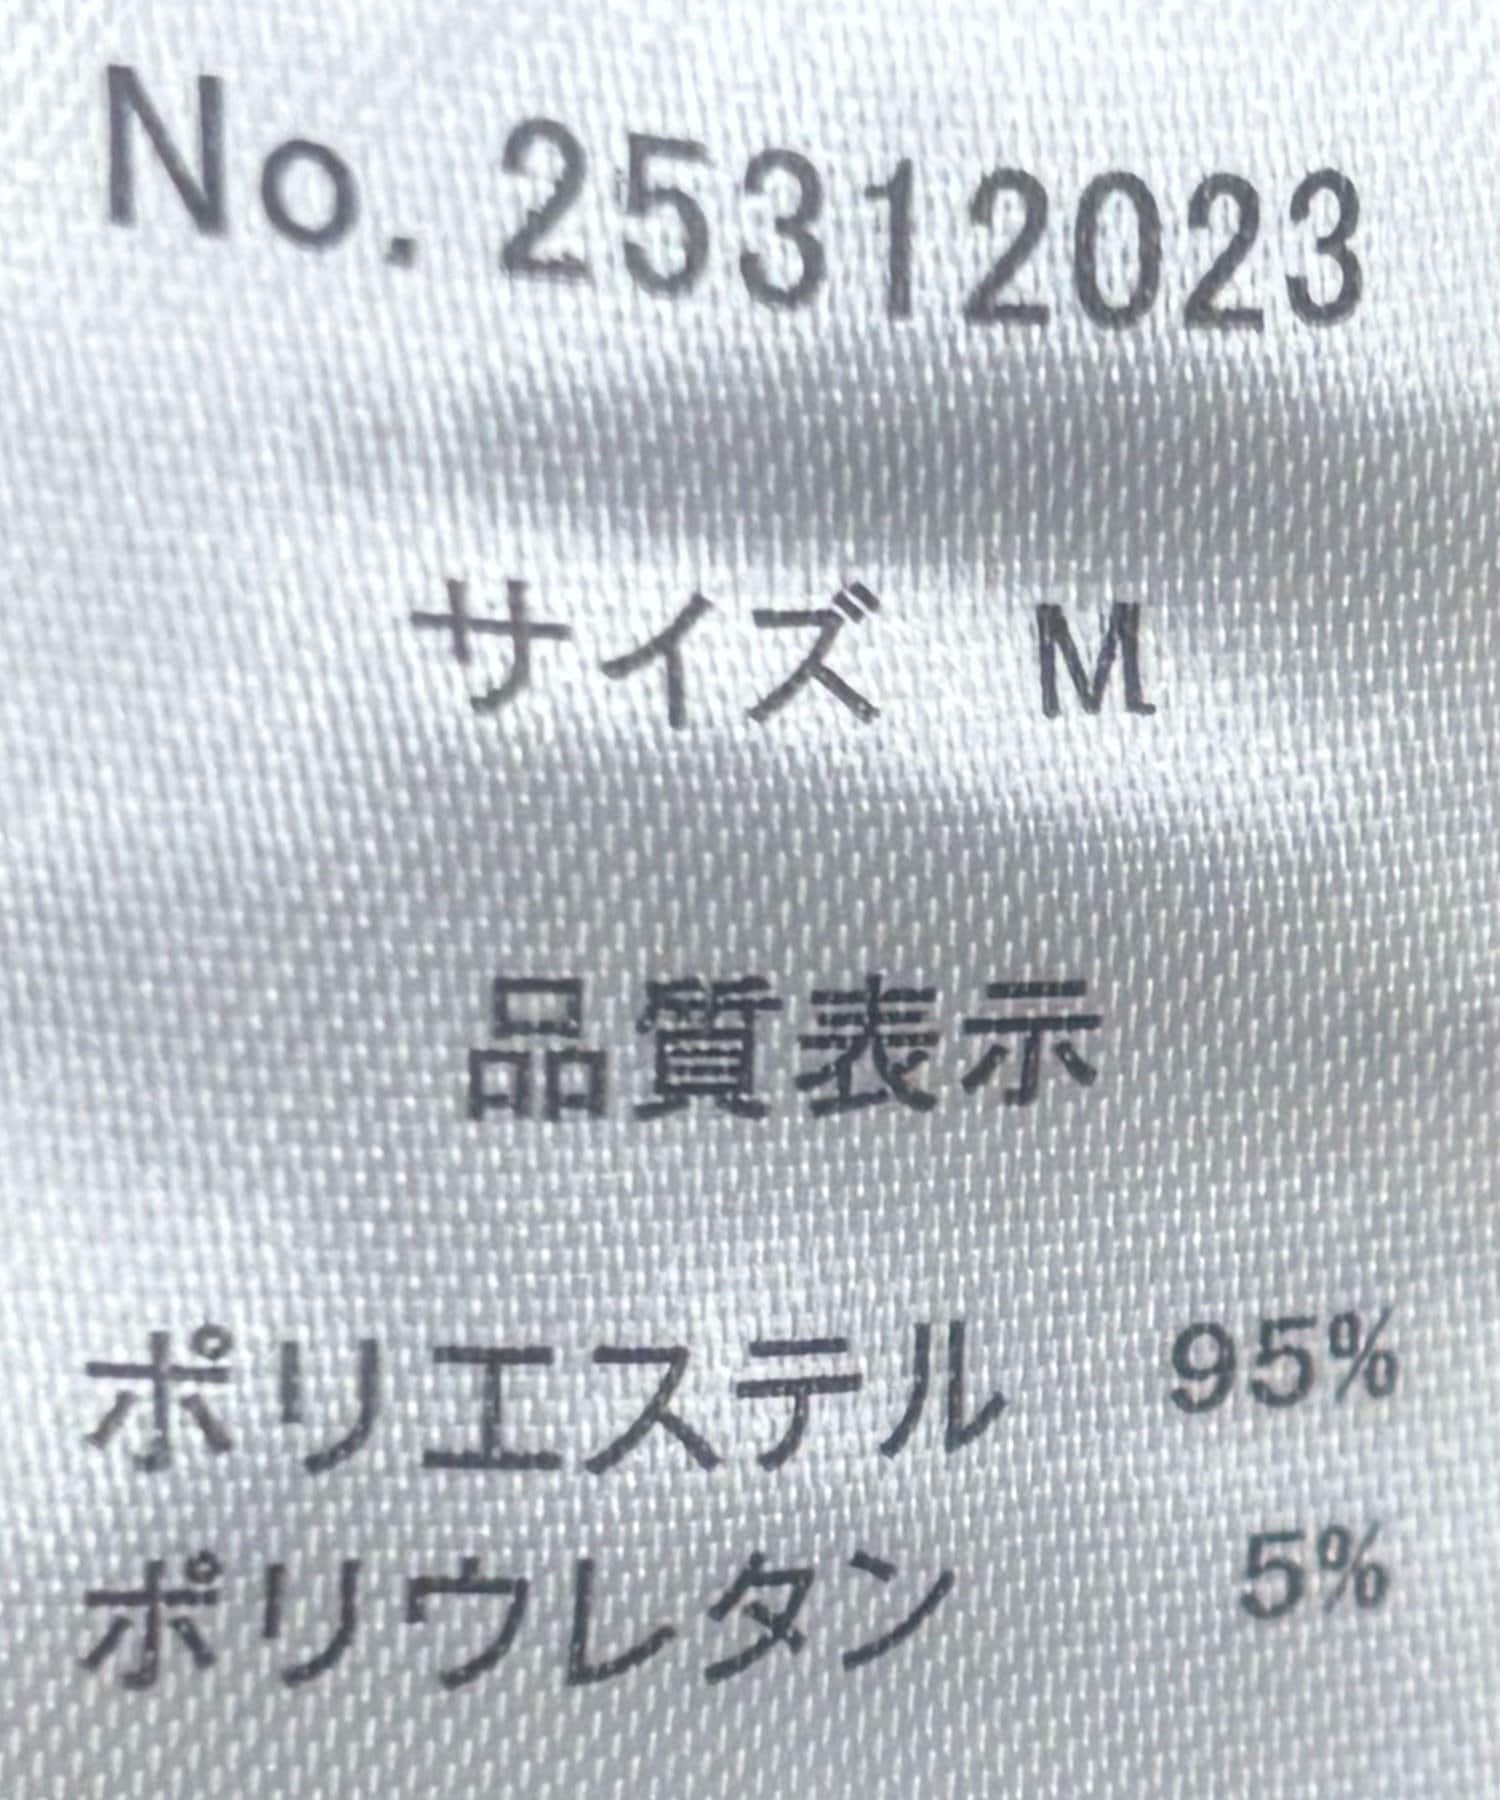 No. 25312023
サイズ M
品質表示
ポリエステル 95%
ポリウレタン 5%